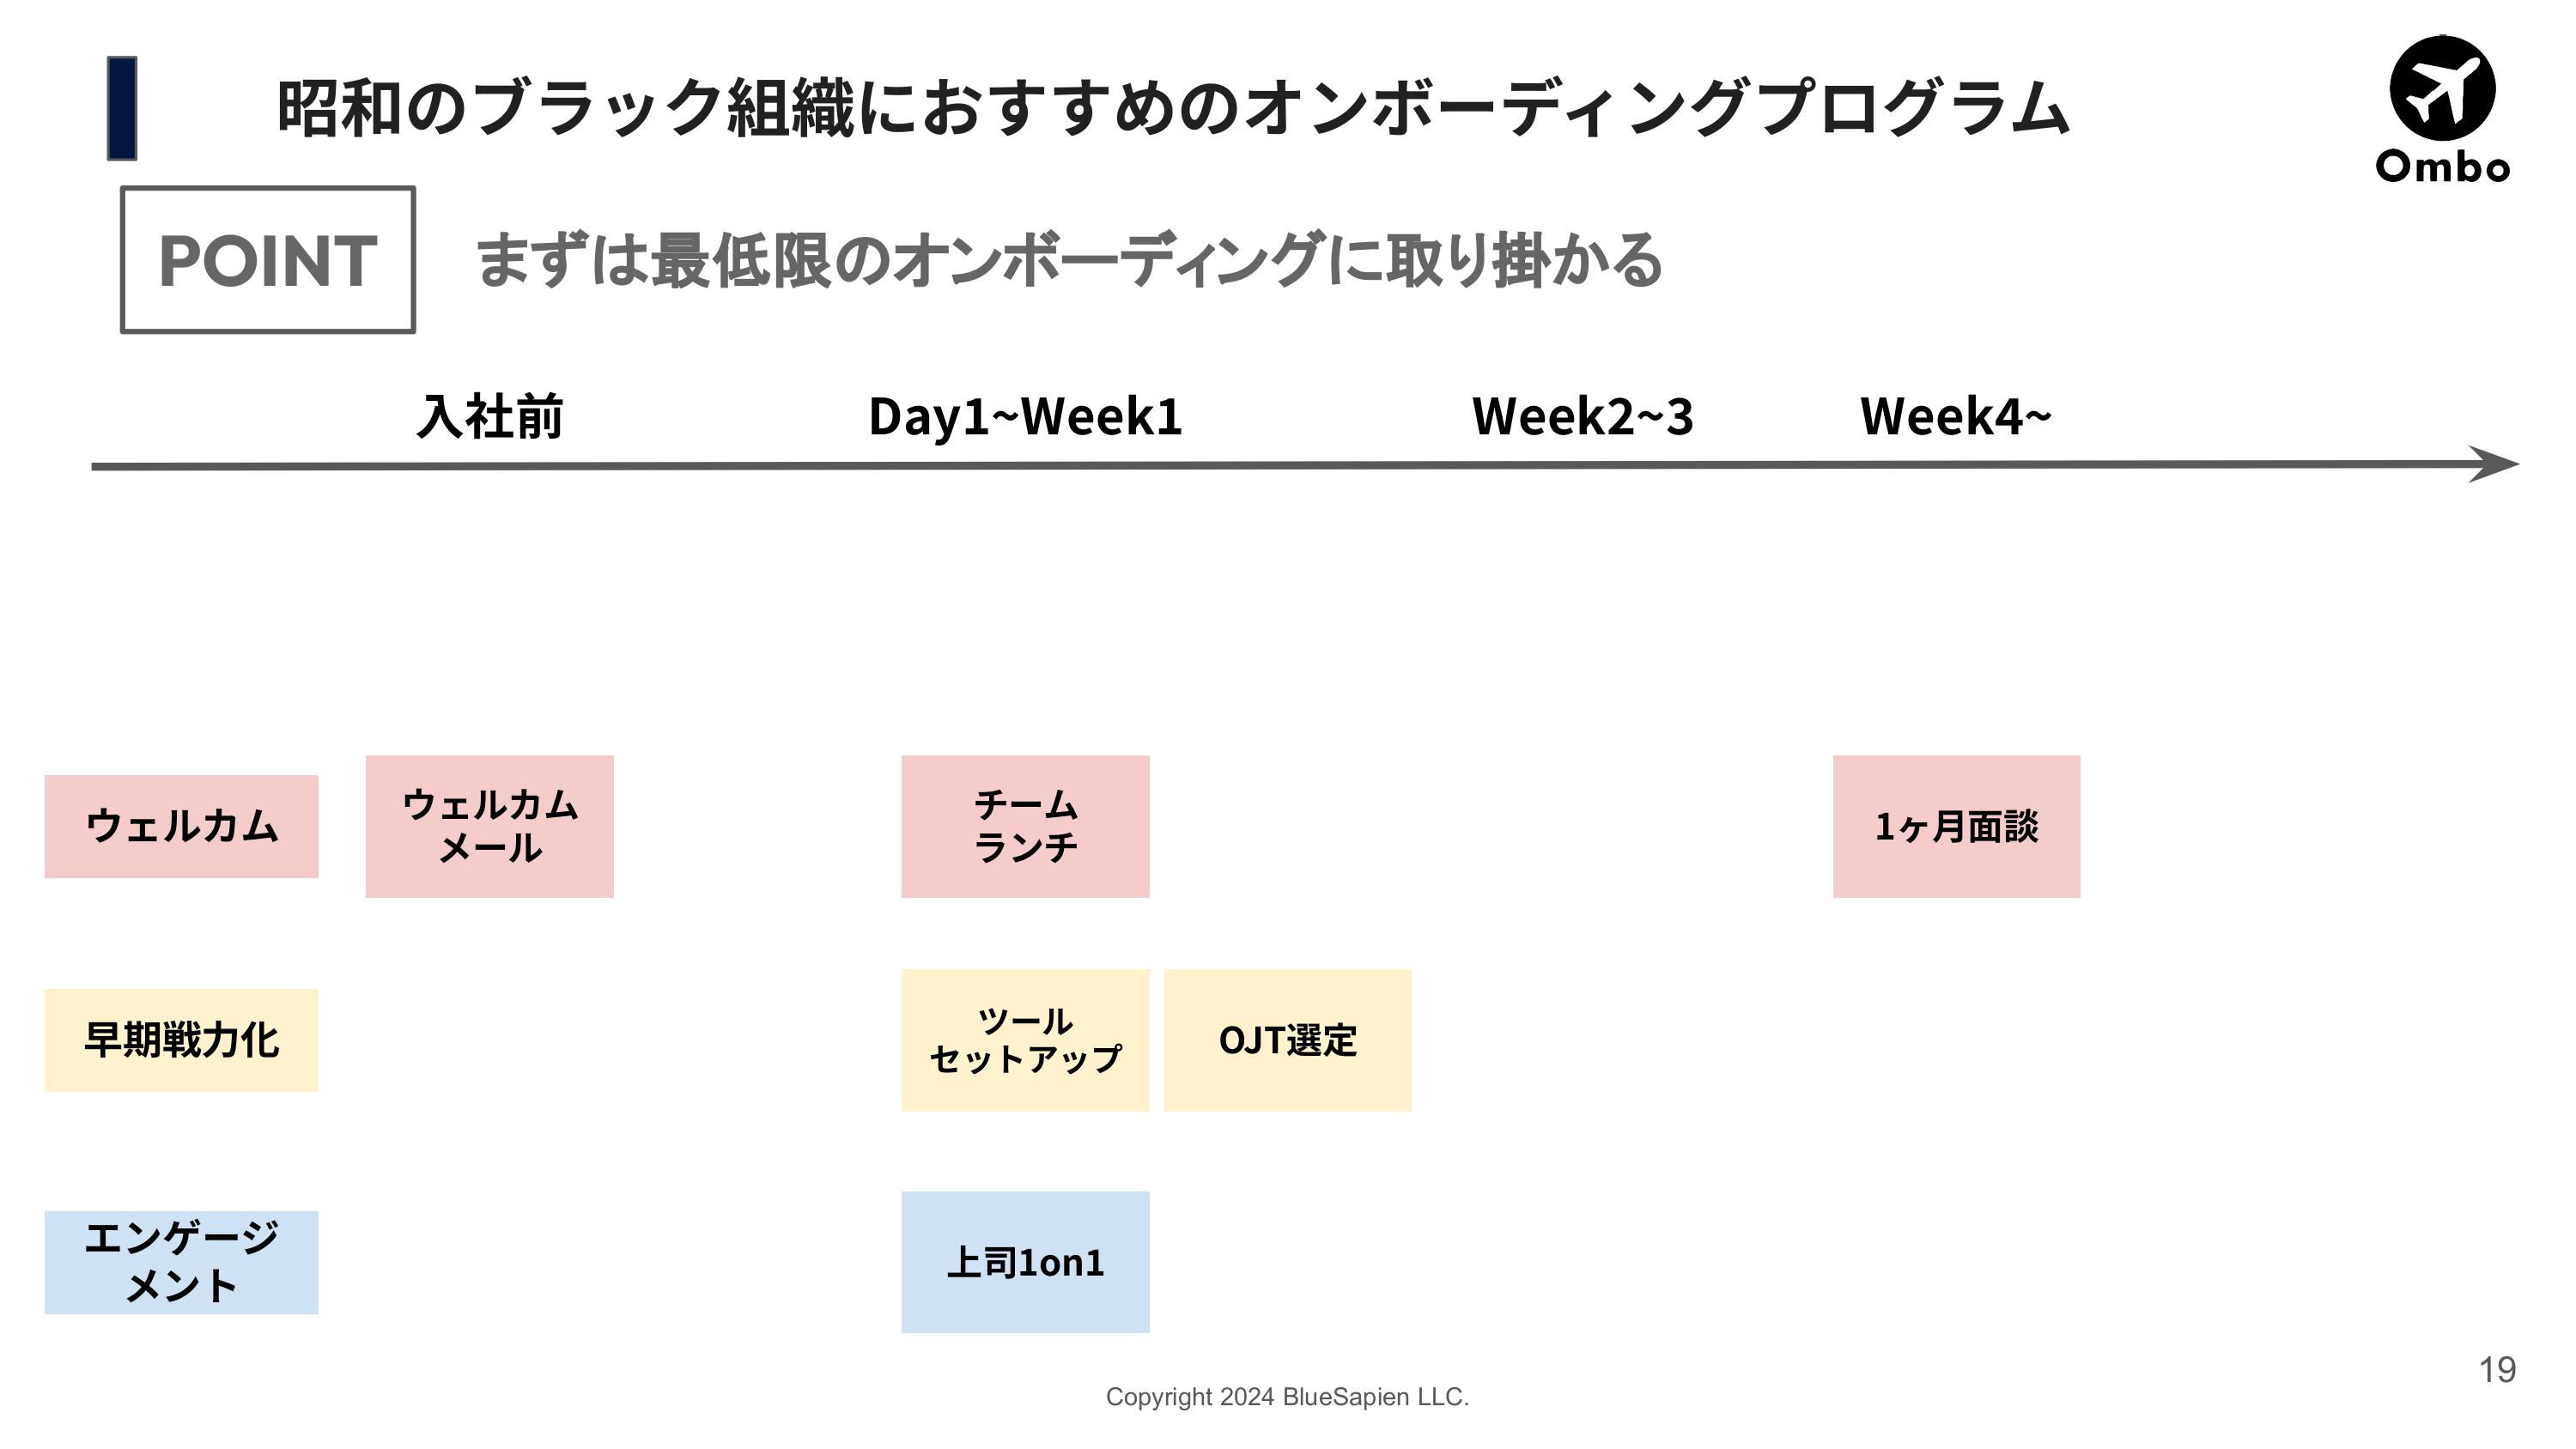 昭和のブラック組織におすすめのオンボーディングプログラム
Ombo
POINT
まずは最低限のオンボーディングに取り掛かる
入社前
Day1~Week1
Week2~3
Week4~
ウェルカム
ウェルカム
メール
チーム
ランチ
1ヶ月面談
早期戦力化
ツール
セットアップ
OJT選定
エンゲージ
メント
上司1on1
19
Copyright 2024 BlueSapien LLC.